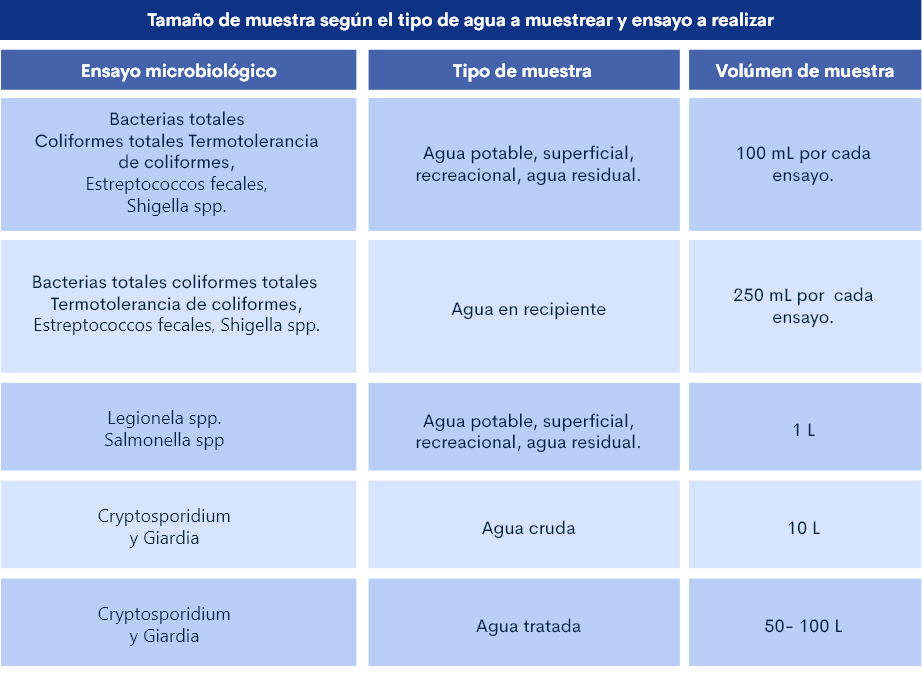 Tamaño de muestra según el tipo de agua a muestrear y ensayo a realizar
Ensayo microbiológico
Tipo de muestra
Volúmen de muestra
Bacterias totales
Coliformes totales Termotolerancia
de coliformes,
Estreptococcos fecales,
Shigella spp.
Agua potable, superficial,
recreacional, agua residual.
100 mL por cada
ensayo.
Bacterias totales coliformes totales
Termotolerancia de coliformes,
Estreptococcos fecales, Shigella spp.
Agua en recipiente
250 mL por cada
ensayo.
Legionela spp.
Salmonella spp
Agua potable, superficial,
recreacional, agua residual.
1 L
Cryptosporidium
y Giardia
Agua cruda
10 L
Cryptosporidium
y Giardia
Agua tratada
50- 100 L